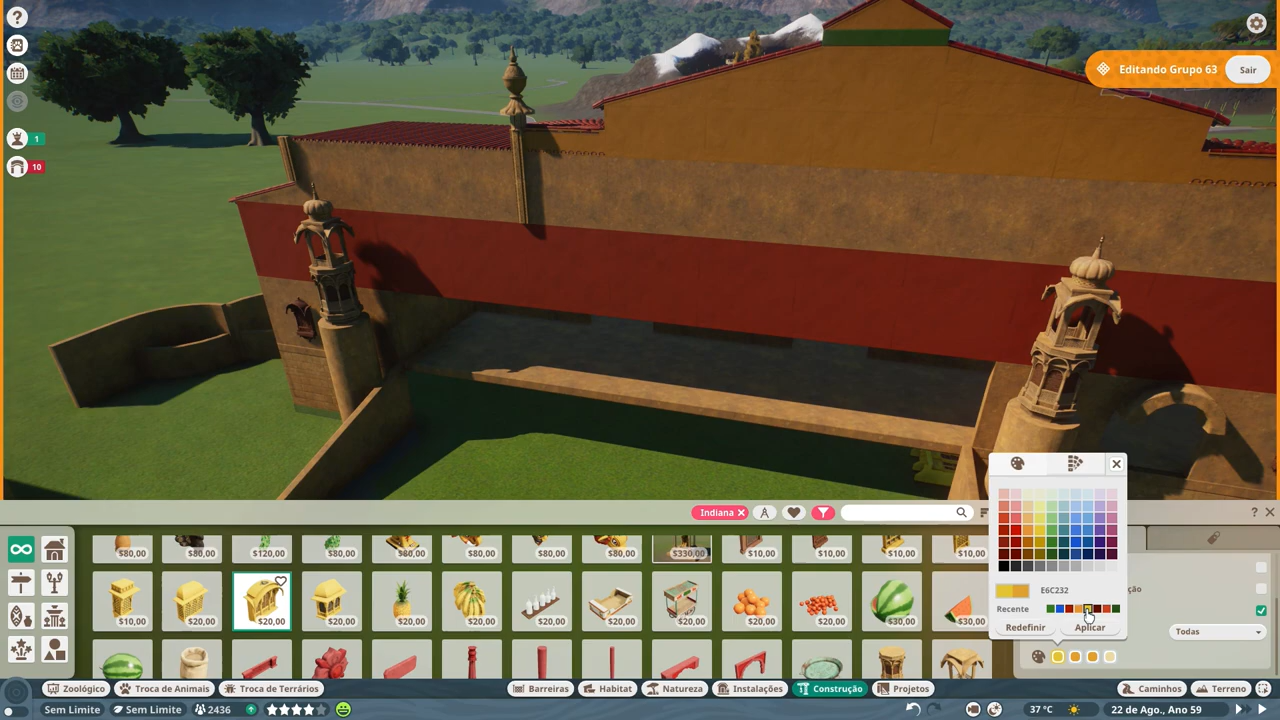 ?
Editando Grupo 63
Sair
1
10
Indiana ×
? ×
$80,00
$80,00
$120,00
$80,00
$80,00
$80,00
$80,00
$330,00
$10,00
$10,00
$10,00
$10,00
$10,00
$20,00
$20,00
$20,00
$20,00
$20,00
$20,00
$20,00
$20,00
$20,00
$20,00
$30,00
$30,00
E6C232
ção
Recente
Redefinir
Aplicar
Todas
Zoológico
Troca de Animais
Troca de Terrários
Barreiras
Habitat
Natureza
Instalações
Construção
Projetos
Caminhos
Terreno
Sem Limite
Sem Limite
2436
37 °C
22 de Ago., Ano 59